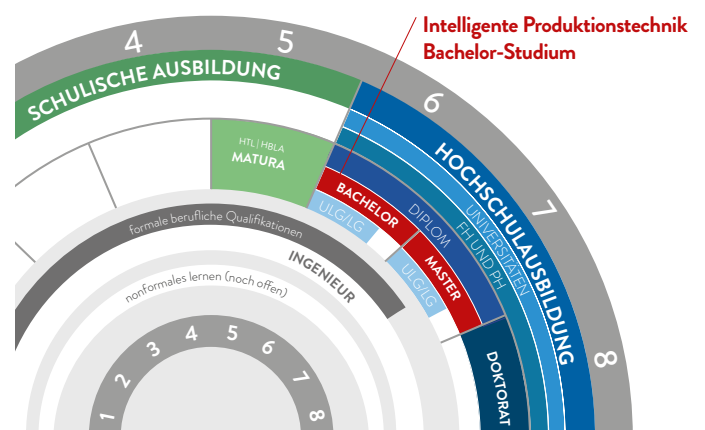 Intelligente Produktionstechnik
Bachelor-Studium
4
5
6
7
8
SCHULISCHE AUSBILDUNG
HOCHSCHULAUSBILDUNG
UNIVERSITÄTEN
FH UND PH
HTL | HBLA
MATURA
BACHELOR
DIPLOM
ULG/LG
MASTER
ULG/LG
DOKTORAT
formale berufliche Qualifikationen
INGENIEUR
nonformales lernen (noch offen)
1
2
3
4
5
6
7
8